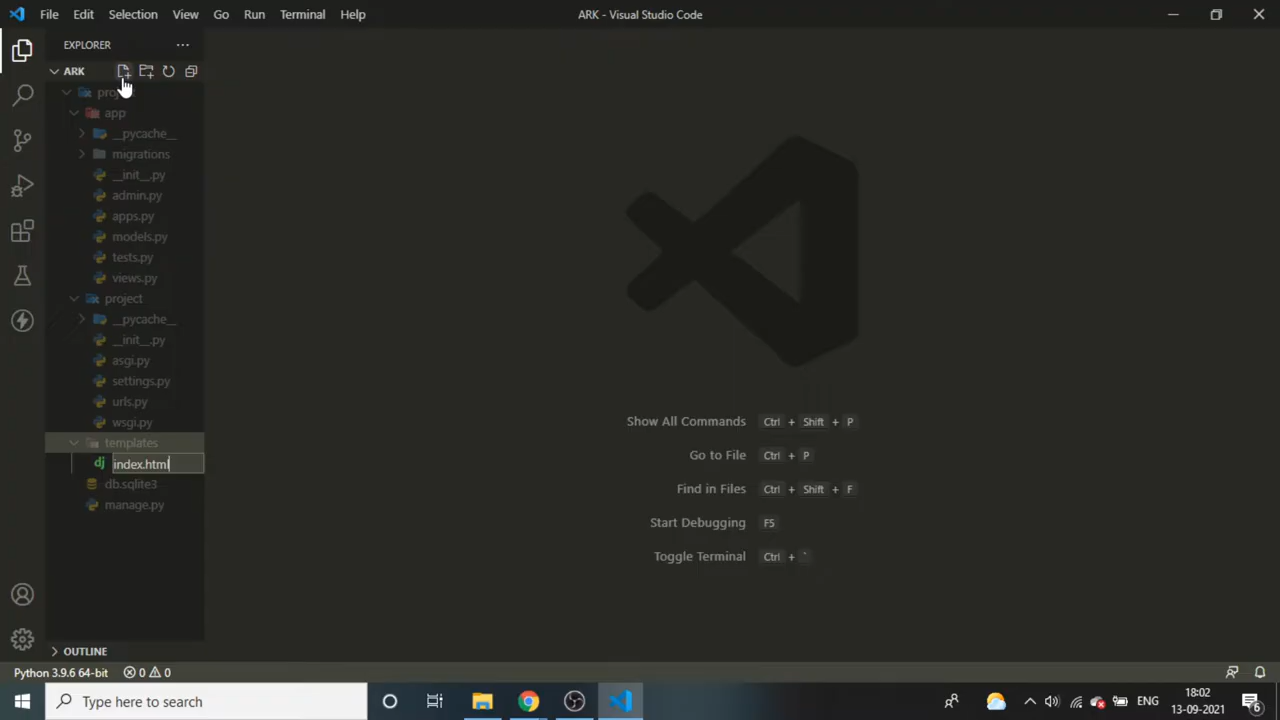 File Edit Selection View Go Run Terminal Help ARK - Visual Studio Code
EXPLORER
ARK
app
__pycache__
migrations
__init__.py
admin.py
apps.py
models.py
tests.py
views.py
project
__pycache__
__init__.py
asgi.py
settings.py
urls.py
wsgi.py
templates
dj index.html
db.sqlite3
manage.py
Show All Commands Ctrl + Shift + P
Go to File Ctrl + P
Find in Files Ctrl + Shift + F
Start Debugging F5
Toggle Terminal Ctrl + `
OUTLINE
Python 3.9.6 64-bit 0 0
Type here to search
ENG
18:02
13-09-2021
6